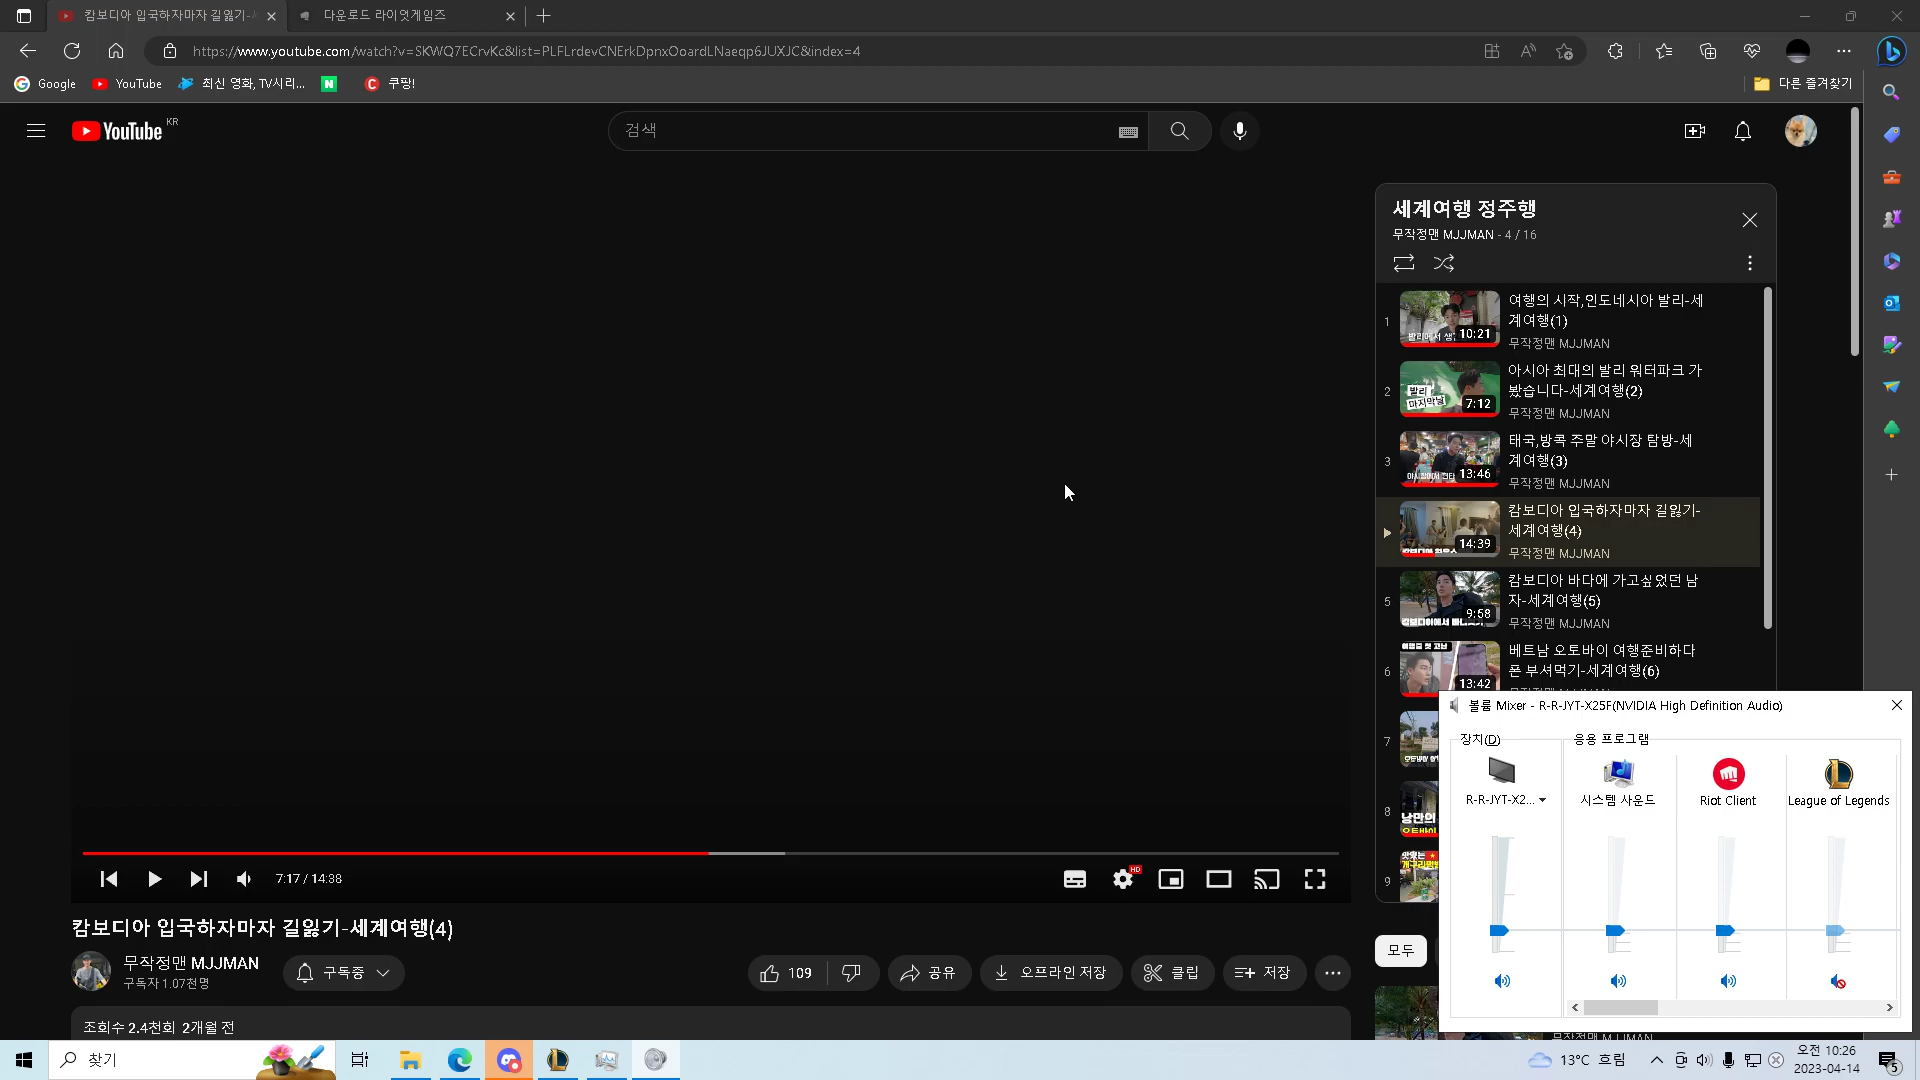 캄보디아 입국하자마자 길잃기-
다운로드 라이엇게임즈
https://www.youtube.com/watch?v=SKWQ7ECrvKc&list=PLFLrdevCNErkDpnxOoardLNaeqp6JUXJC&index=4
Google
YouTube
최신 영화, TV시리...
N
C
쿠팡!
다른 즐겨찾기
YouTube KR
검색
세계여행 정주행
무작정맨 MJJMAN - 4 / 16
1
여행의 시작,인도네시아 발리-세
계여행(1)
무작정맨 MJJMAN
10:21
2
아시아 최대의 발리 워터파크 가
봤습니다-세계여행(2)
무작정맨 MJJMAN
발리
마지막날
7:12
3
태국,방콕 주말 야시장 탐방-세
계여행(3)
무작정맨 MJJMAN
13:46
캄보디아 입국하자마자 길잃기-
세계여행(4)
무작정맨 MJJMAN
14:39
5
캄보디아 바다에 가고싶었던 남
자-세계여행(5)
무작정맨 MJJMAN
9:58
6
베트남 오토바이 여행준비하다
폰 부셔먹기-세계여행(6)
13:42
7
8
낭만의
9
볼륨 Mixer - R-R-JYT-X25F(NVIDIA High Definition Audio)
장치(D)
응용 프로그램
R-R-JYT-X2...
시스템 사운드
Riot Client
League of Legends
7:17 / 14:38
HD
캄보디아 입국하자마자 길잃기-세계여행(4)
무작정맨 MJJMAN
구독자 1.07천명
구독중
109
공유
오프라인 저장
클립
저장
모두
조회수 2.4천회 2개월 전
찾기
13°C 흐림
오전 10:26
2023-04-14
5